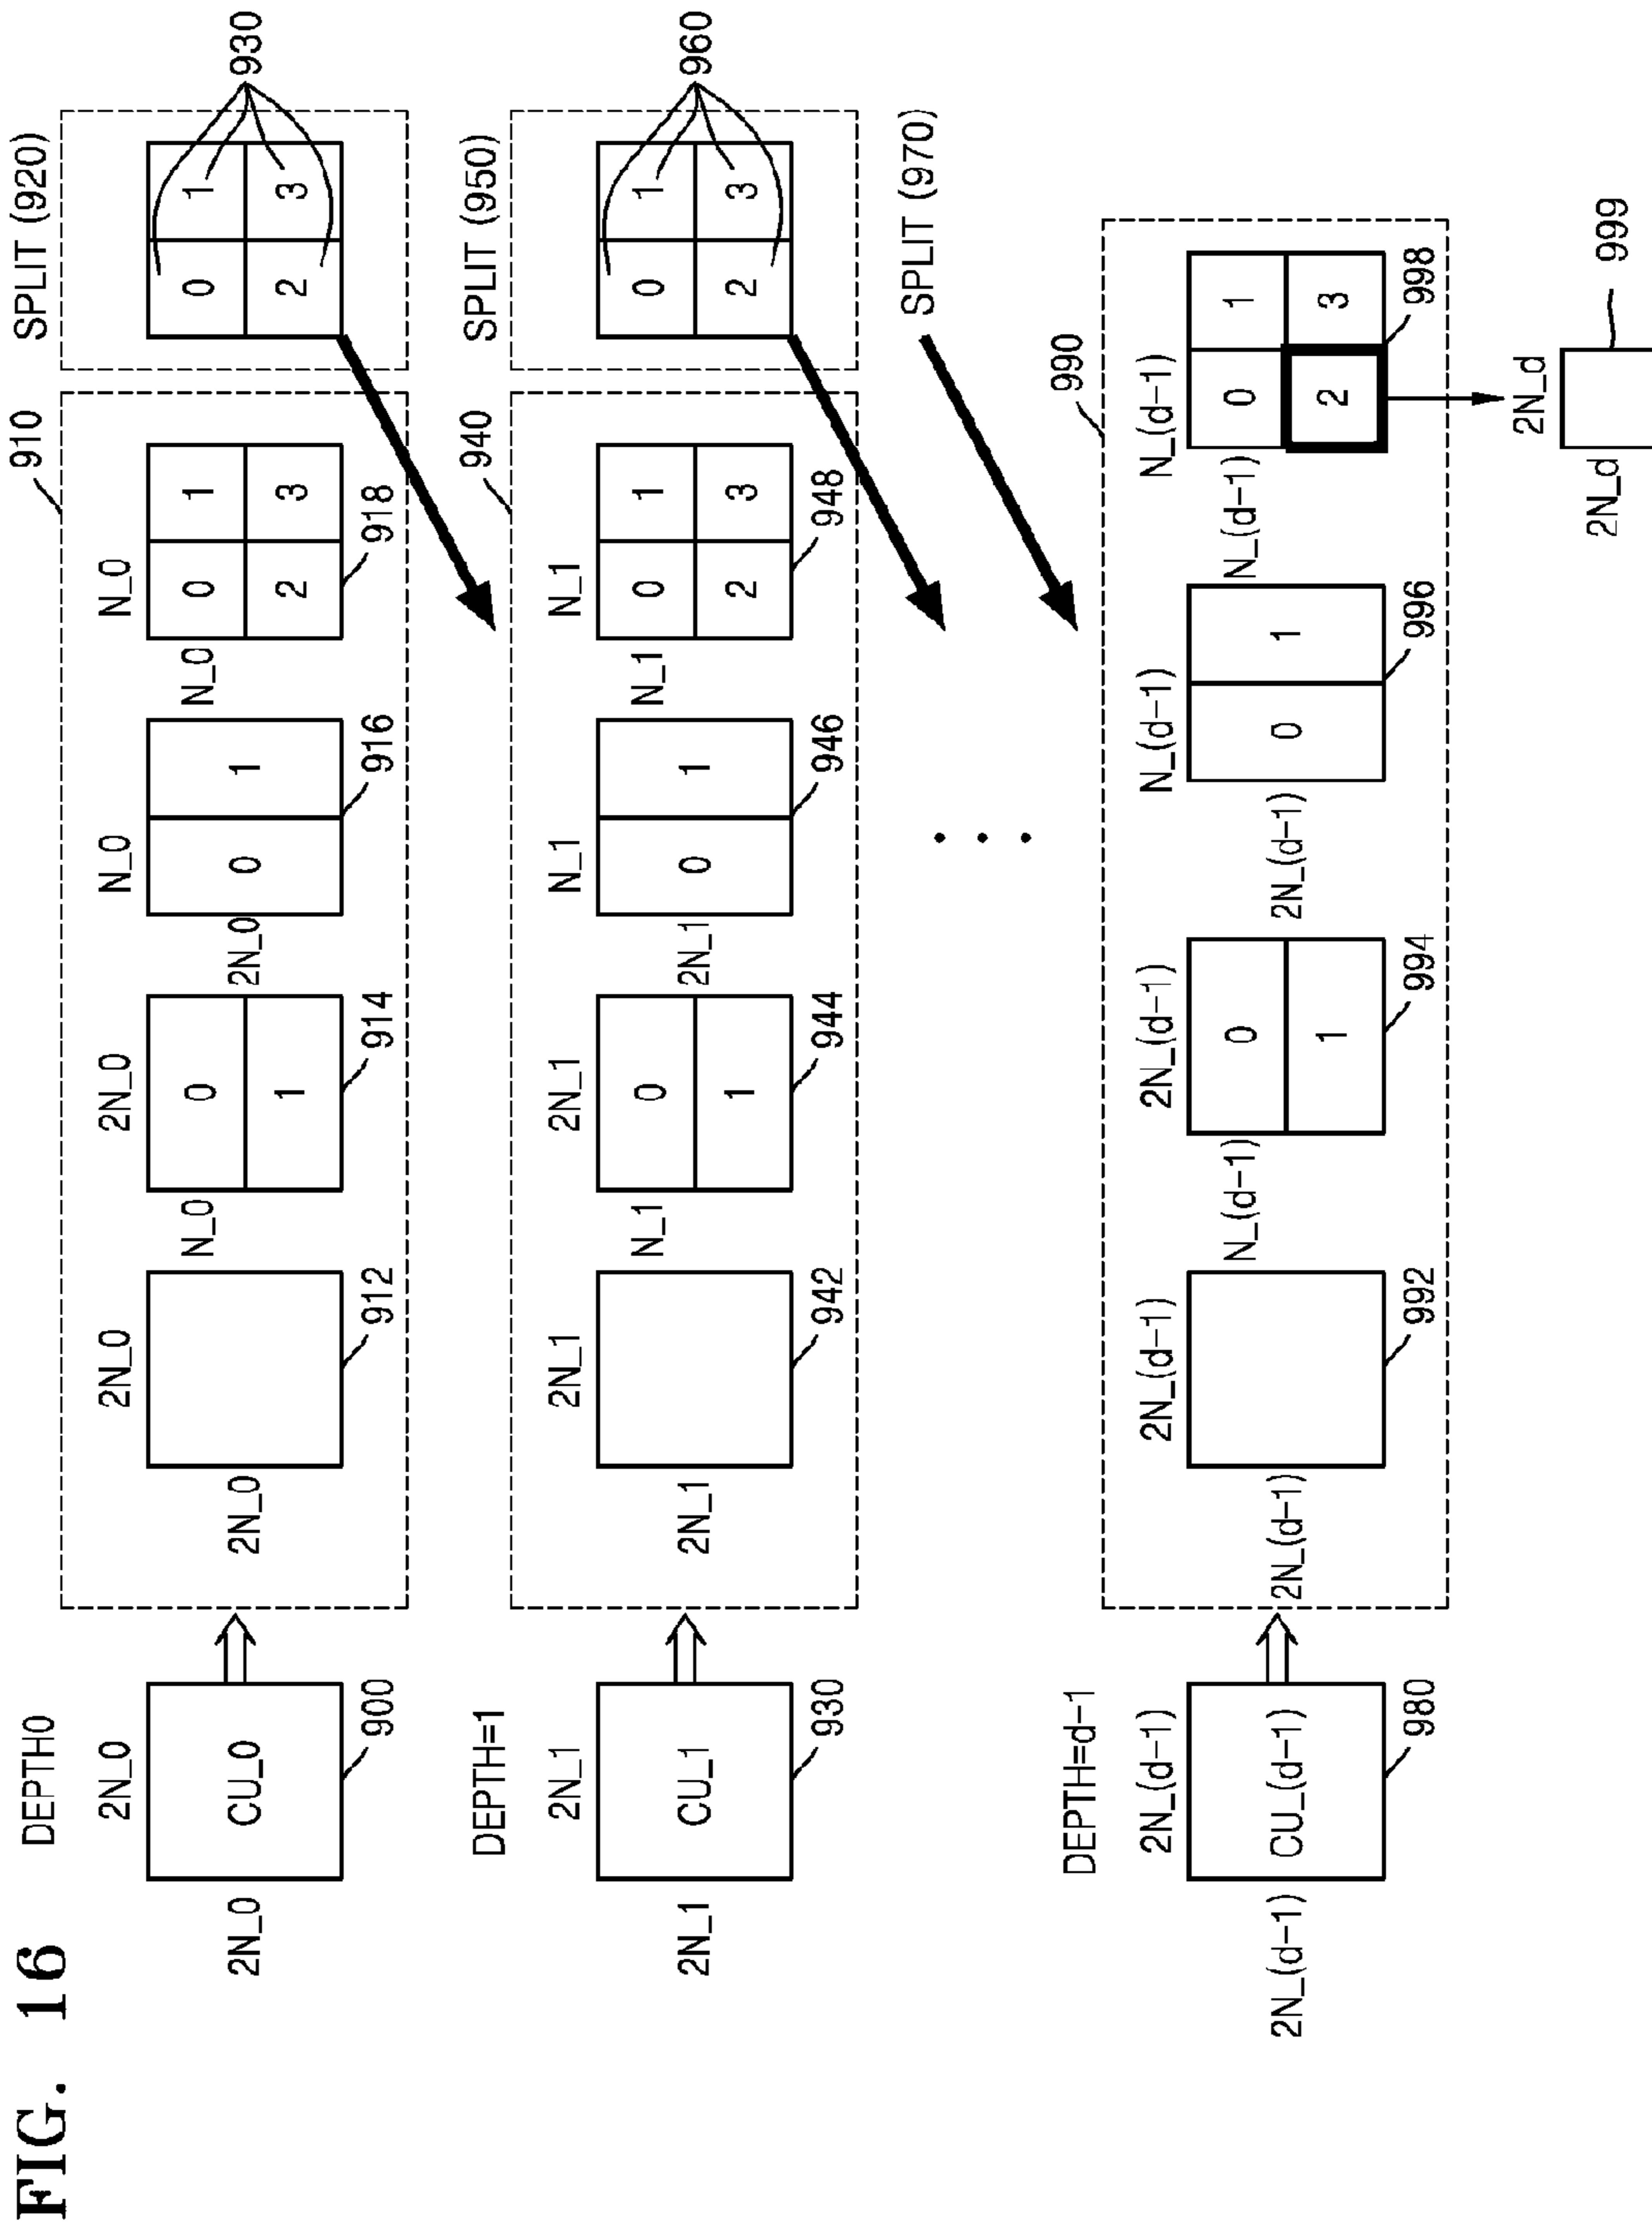 FIG. 16
DEPTH0
2N_0
2N_0
CU_0
900
910
2N_0
2N_0
912
2N_0
N_0
0
1
914
N_0
2N_0
0
1
916
N_0
N_0
0
1
2
3
918
SPLIT (920)
0
1
2
3
930
DEPTH=1
2N_1
2N_1
CU_1
930
940
2N_1
2N_1
942
2N_1
N_1
0
1
944
N_1
2N_1
0
1
946
N_1
N_1
0
1
2
3
948
SPLIT (950)
0
1
2
3
960
SPLIT (970)
DEPTH=d-1
2N_(d-1)
2N_(d-1)
CU_(d-1)
980
990
2N_(d-1)
2N_(d-1)
992
2N_(d-1)
N_(d-1)
0
1
994
N_(d-1)
2N_(d-1)
0
1
996
N_(d-1)
N_(d-1)
0
1
2
3
998
2N_d
2N_d
999